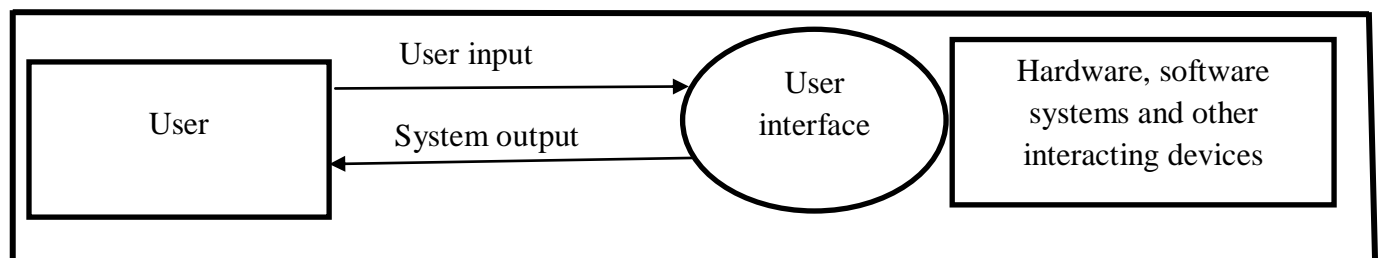 User
User input
System output
User
interface
Hardware, software
systems and other
interacting devices